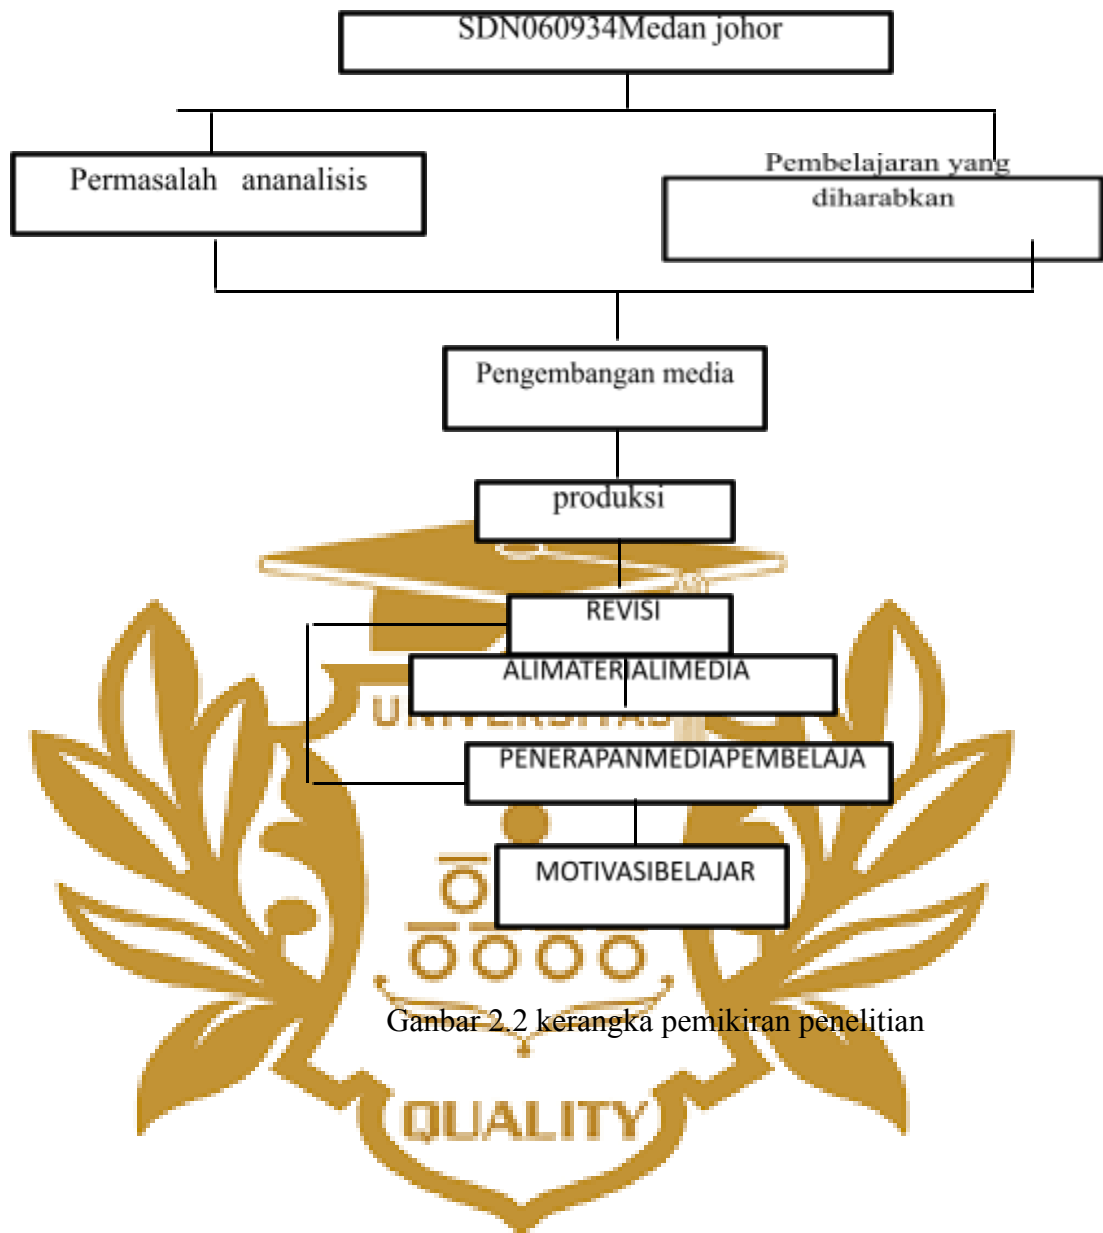 SDN060934Medan johor
Permasalah ananalisis
Pembelajaran yang
diharabkan
Pengembangan media
produksi
REVISI
ALIMATERIALIMEDIA
UNIVERSITAS
PENERAPANMEDIAPEMBELAJA
MOTIVASIBELAJAR
Ganbar 2.2 kerangka pemikiran penelitian
QUALITY